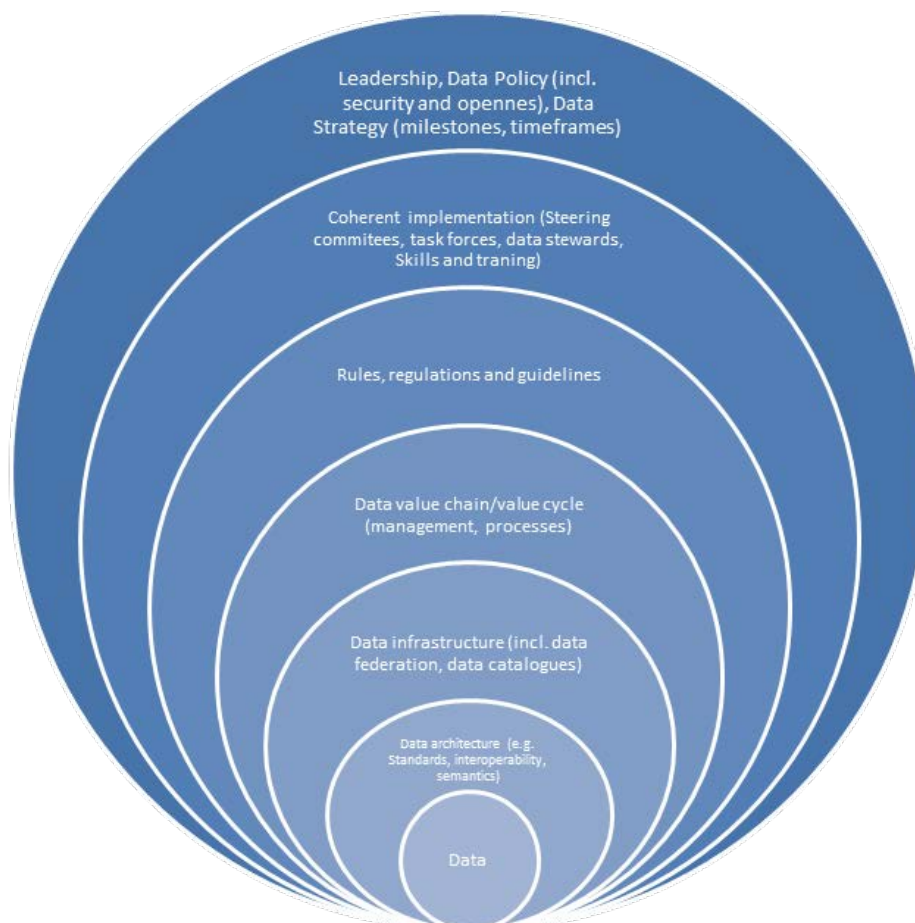 Leadership, Data Policy (incl.
security and opennes), Data
Strategy (milestones, timeframes)
Coherent implementation (Steering
commitees, task forces, data stewards,
Skills and traning)
Rules, regulations and guidelines
Data value chain/value cycle
(management, processes)
Data infrastructure (incl. data
federation, data catalogues)
Data architecture (e.g.
Standards, interoperability,
semantics)
Data